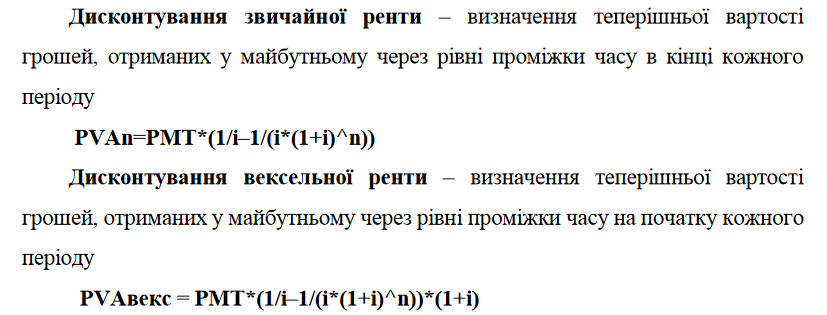 Дисконтування звичайної ренти – визначення теперішньої вартості
грошей, отриманих у майбутньому через рівні проміжки часу в кінці кожного
періоду
PVAn=PMT*(1/i–1/(i*(1+i)^n))
Дисконтування вексельної ренти – визначення теперішньої вартості
грошей, отриманих у майбутньому через рівні проміжки часу на початку кожного
періоду
PVAвекс = PMT*(1/i–1/(i*(1+i)^n))*(1+i)